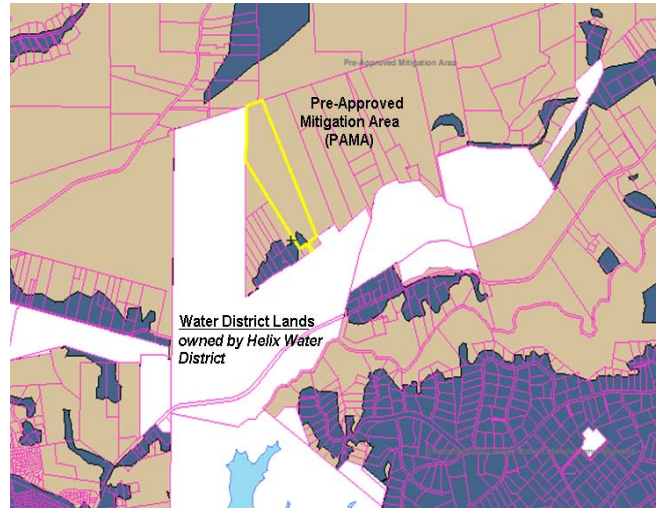 Pre-Approved Mitigation Area
Pre-Approved
Mitigation Area
(PAMA)
Water District Lands
owned by Helix Water
District